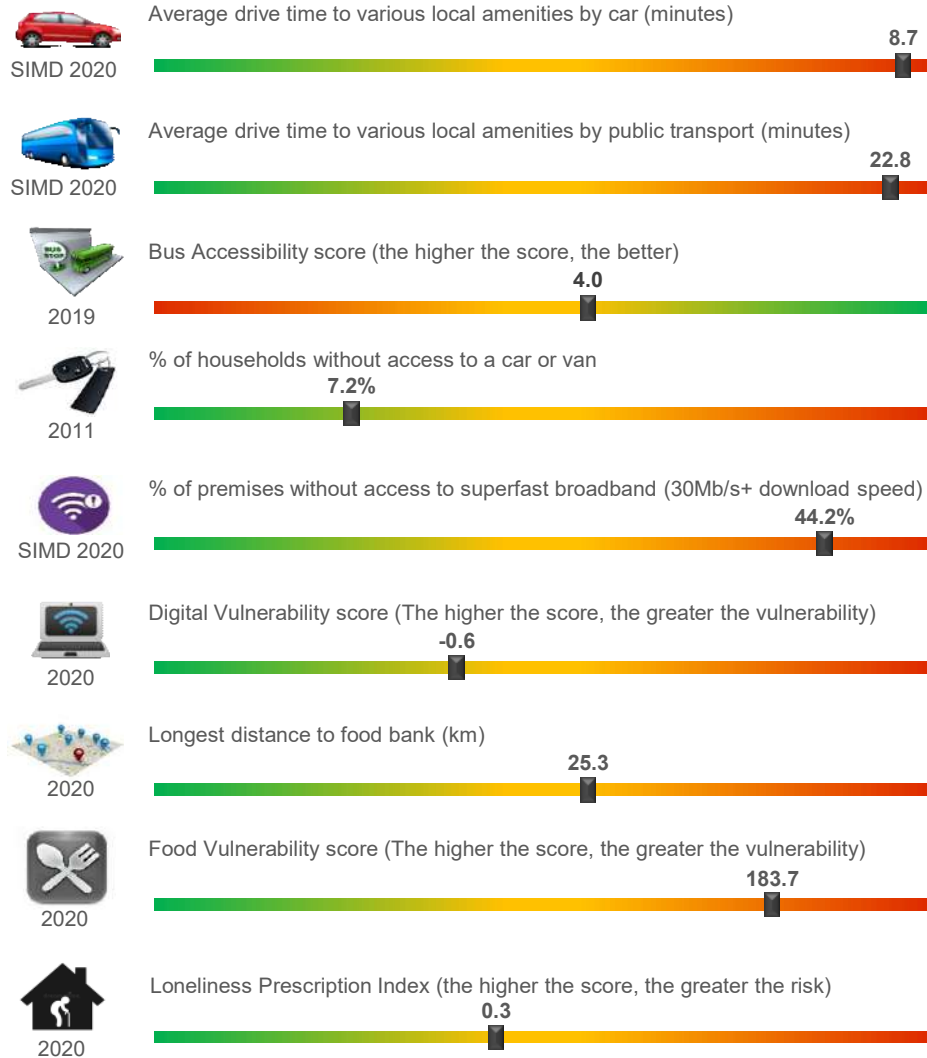 Average drive time to various local amenities by car (minutes)
8.7
SIMD 2020
Average drive time to various local amenities by public transport (minutes)
22.8
SIMD 2020
BUS
STOP
Bus Accessibility score (the higher the score, the better)
4.0
2019
% of households without access to a car or van
7.2%
2011
% of premises without access to superfast broadband (30Mb/s+ download speed)
44.2%
SIMD 2020
Digital Vulnerability score (The higher the score, the greater the vulnerability)
-0.6
2020
Longest distance to food bank (km)
25.3
2020
Food Vulnerability score (The higher the score, the greater the vulnerability)
183.7
2020
Loneliness Prescription Index (the higher the score, the greater the risk)
0.3
2020